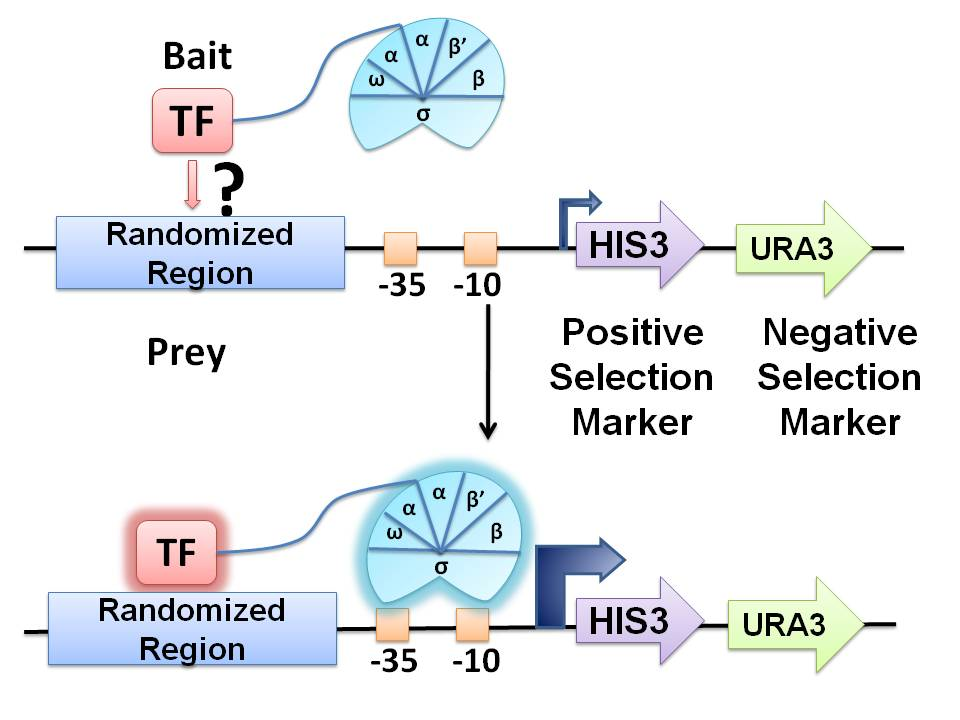 Bait
TF
ω
α
α
β’
β
σ
?
Randomized
Region
-35
-10
HIS3
URA3
Prey
Positive
Selection
Marker
Negative
Selection
Marker
TF
ω
α
α
β’
β
σ
Randomized
Region
-35
-10
HIS3
URA3